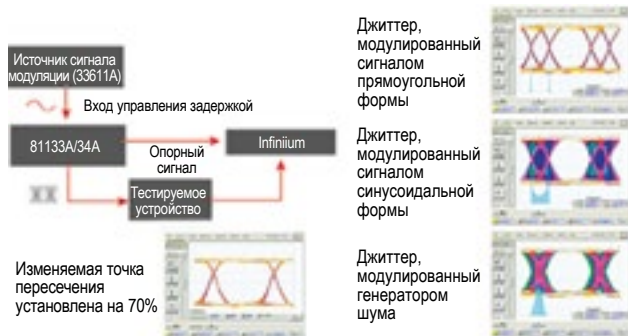 Источник сигнала
модуляции (33611A)
Вход управления задержкой
81133A/34A
Опорный
сигнал
Infiniium
Тестируемое
устройство
Изменяемая точка
пересечения
установлена на 70%
Джиттер,
модулированный
сигналом
прямоугольной
формы
Джиттер,
модулированный
сигналом
синусоидальной
формы
Джиттер,
модулированный
генератором
шума